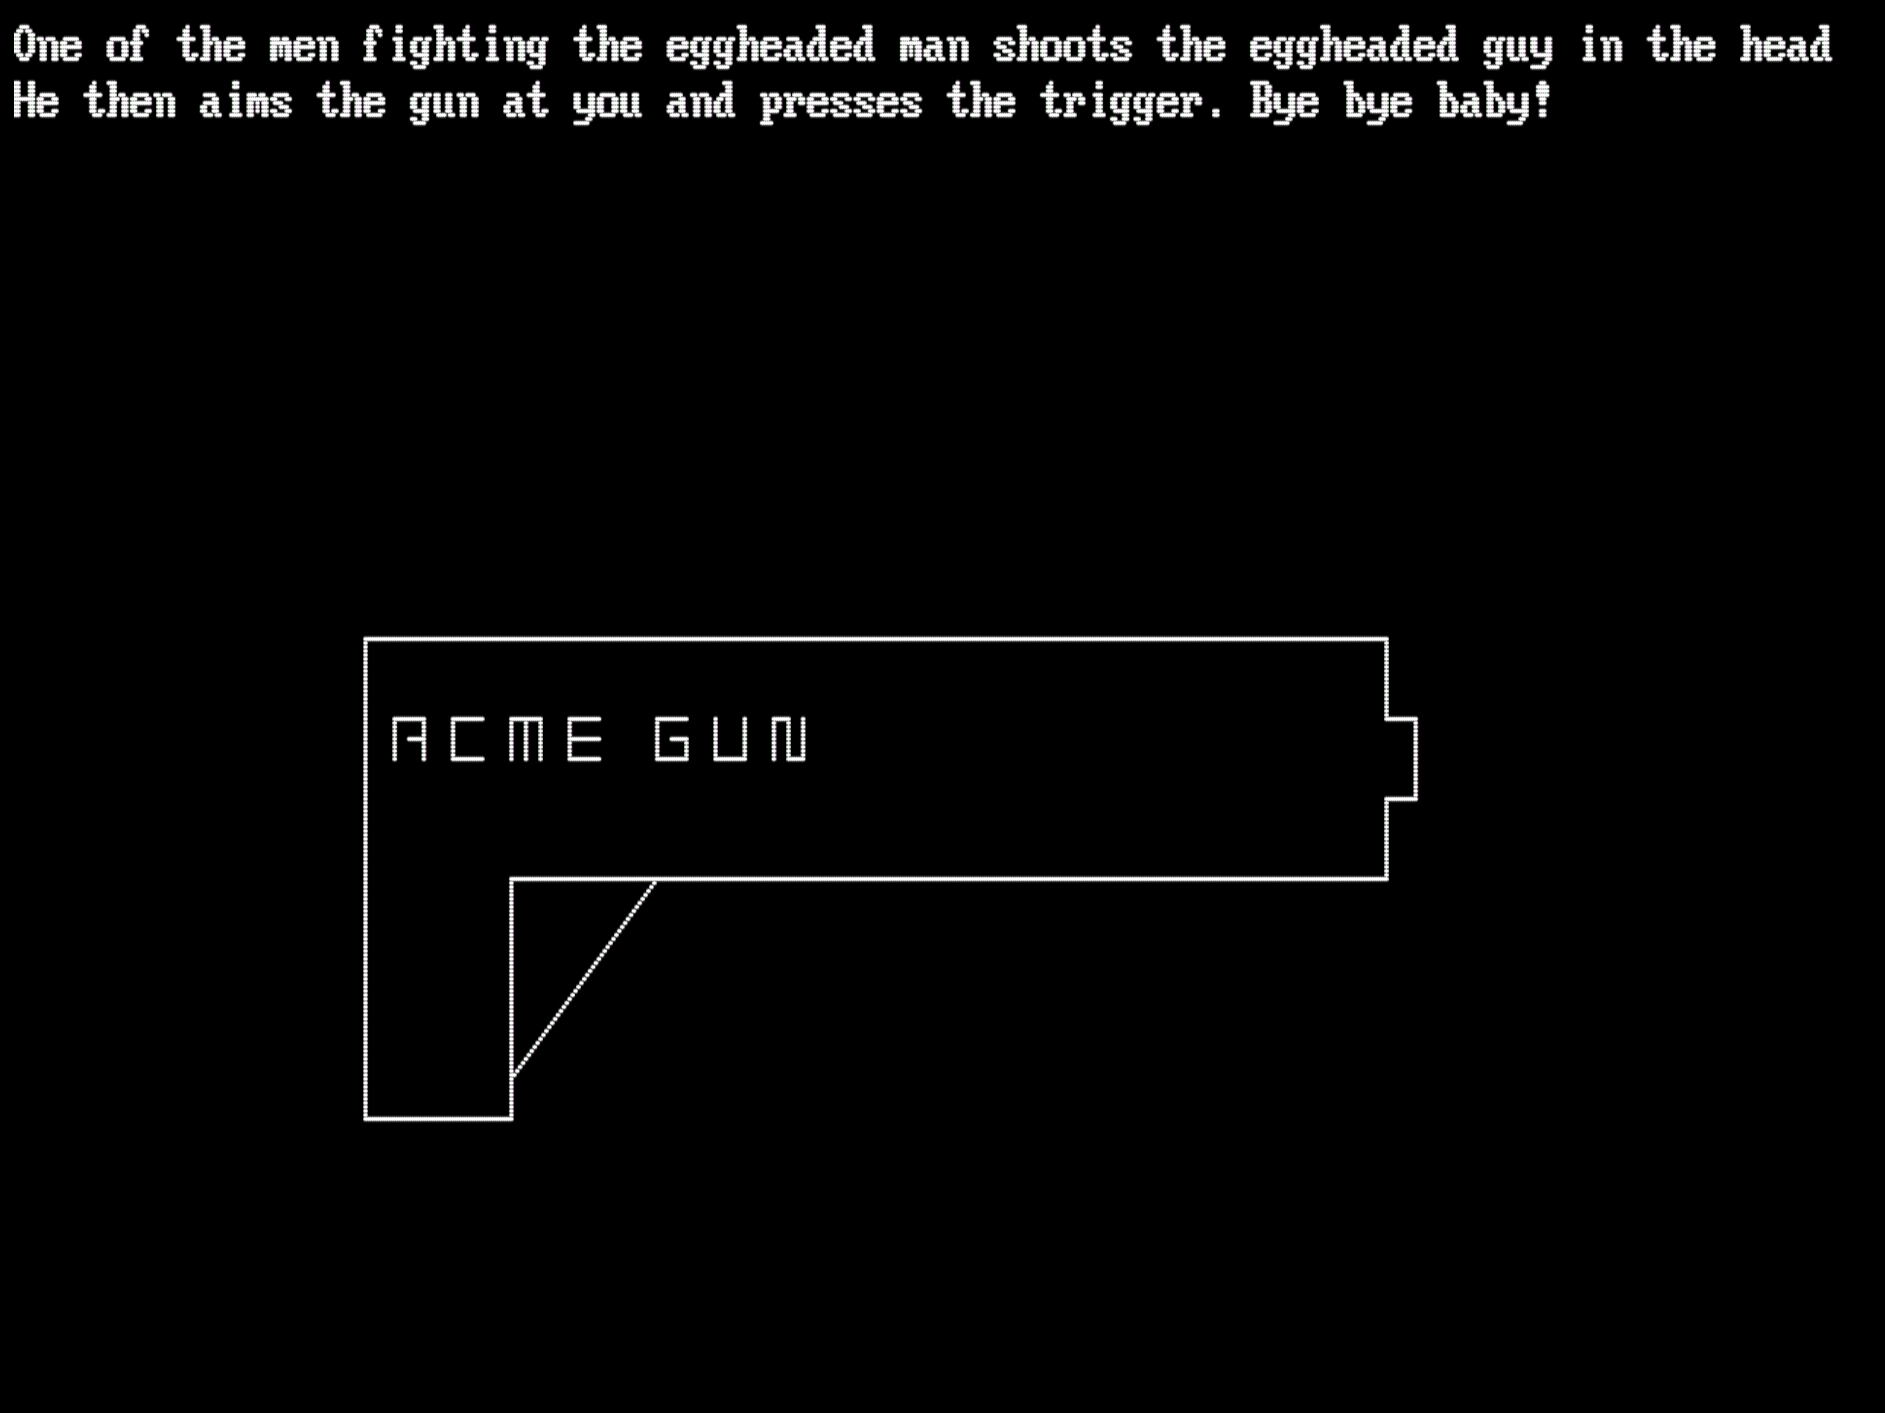 One of the men fighting the eggheaded man shoots the eggheaded guy in the head
He then aims the gun at you and presses the trigger. Bye bye baby!
ACME GUN